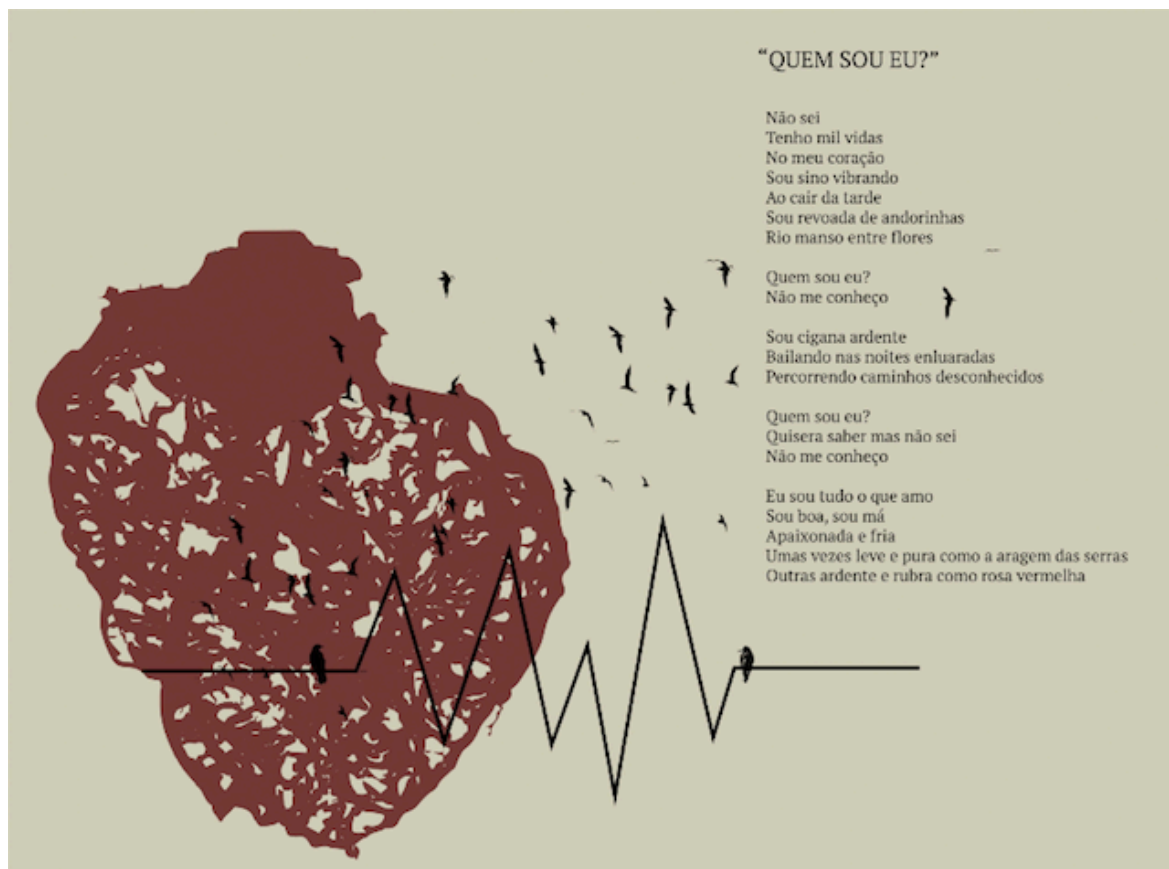 “QUEM SOU EU?”
Não sei
Tenho mil vidas
No meu coração
Sou sino vibrando
Ao cair da tarde
Sou revoada de andorinhas
Rio manso entre flores
Quem sou eu?
Não me conheço
Sou cigana ardente
Bailando nas noites enluaradas
Percorrendo caminhos desconhecidos
Quem sou eu?
Quisera saber mas não sei
Não me conheço
Eu sou tudo o que amo
Sou boa, sou má
Apaixonada e fria
Umas vezes leve e pura como a aragem das serras
Outras ardente e rubra como rosa vermelha